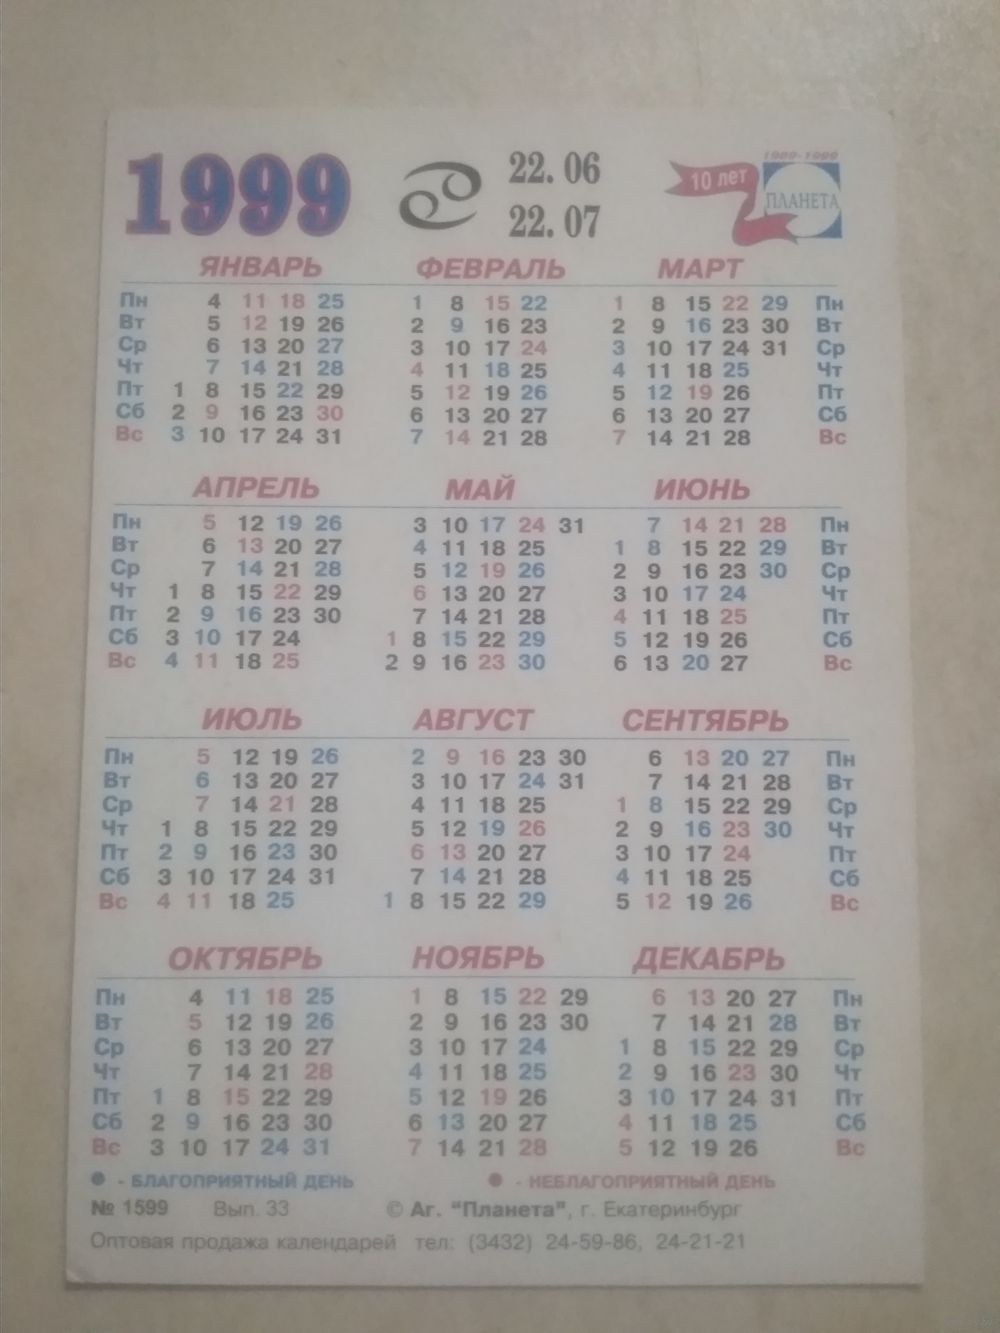 1999 22.06 1989-1999
22.07 10 лет ПЛАНЕТА
ЯНВАРЬ ФЕВРАЛЬ МАРТ
Пн 4 11 18 25 1 8 15 22 1 8 15 22 29 Пн
Вт 5 12 19 26 2 9 16 23 2 9 16 23 30 Вт
Ср 6 13 20 27 3 10 17 24 3 10 17 24 31 Ср
Чт 7 14 21 28 4 11 18 25 4 11 18 25 Чт
Пт 1 8 15 22 29 5 12 19 26 5 12 19 26 Пт
Сб 2 9 16 23 30 6 13 20 27 6 13 20 27 Сб
Вс 3 10 17 24 31 7 14 21 28 7 14 21 28 Вс
АПРЕЛЬ МАЙ ИЮНЬ
Пн 5 12 19 26 3 10 17 24 31 7 14 21 28 Пн
Вт 6 13 20 27 4 11 18 25 1 8 15 22 29 Вт
Ср 7 14 21 28 5 12 19 26 2 9 16 23 30 Ср
Чт 1 8 15 22 29 6 13 20 27 3 10 17 24 Чт
Пт 2 9 16 23 30 7 14 21 28 4 11 18 25 Пт
Сб 3 10 17 24 1 8 15 22 29 5 12 19 26 Сб
Вс 4 11 18 25 2 9 16 23 30 6 13 20 27 Вс
ИЮЛЬ АВГУСТ СЕНТЯБРЬ
Пн 5 12 19 26 2 9 16 23 30 6 13 20 27 Пн
Вт 6 13 20 27 3 10 17 24 31 7 14 21 28 Вт
Ср 7 14 21 28 4 11 18 25 1 8 15 22 29 Ср
Чт 1 8 15 22 29 5 12 19 26 2 9 16 23 30 Чт
Пт 2 9 16 23 30 6 13 20 27 3 10 17 24 Пт
Сб 3 10 17 24 31 7 14 21 28 4 11 18 25 Сб
Вс 4 11 18 25 1 8 15 22 29 5 12 19 26 Вс
ОКТЯБРЬ НОЯБРЬ ДЕКАБРЬ
Пн 4 11 18 25 1 8 15 22 29 6 13 20 27 Пн
Вт 5 12 19 26 2 9 16 23 30 7 14 21 28 Вт
Ср 6 13 20 27 3 10 17 24 1 8 15 22 29 Ср
Чт 7 14 21 28 4 11 18 25 2 9 16 23 30 Чт
Пт 1 8 15 22 29 5 12 19 26 3 10 17 24 31 Пт
Сб 2 9 16 23 30 6 13 20 27 4 11 18 25 Сб
Вс 3 10 17 24 31 7 14 21 28 5 12 19 26 Вс
- БЛАГОПРИЯТНЫЙ ДЕНЬ - НЕБЛАГОПРИЯТНЫЙ ДЕНЬ
№ 1599 Вып. 33 © Аг. "Планета", г. Екатеринбург
Оптовая продажа календарей тел: (3432) 24-59-86, 24-21-21